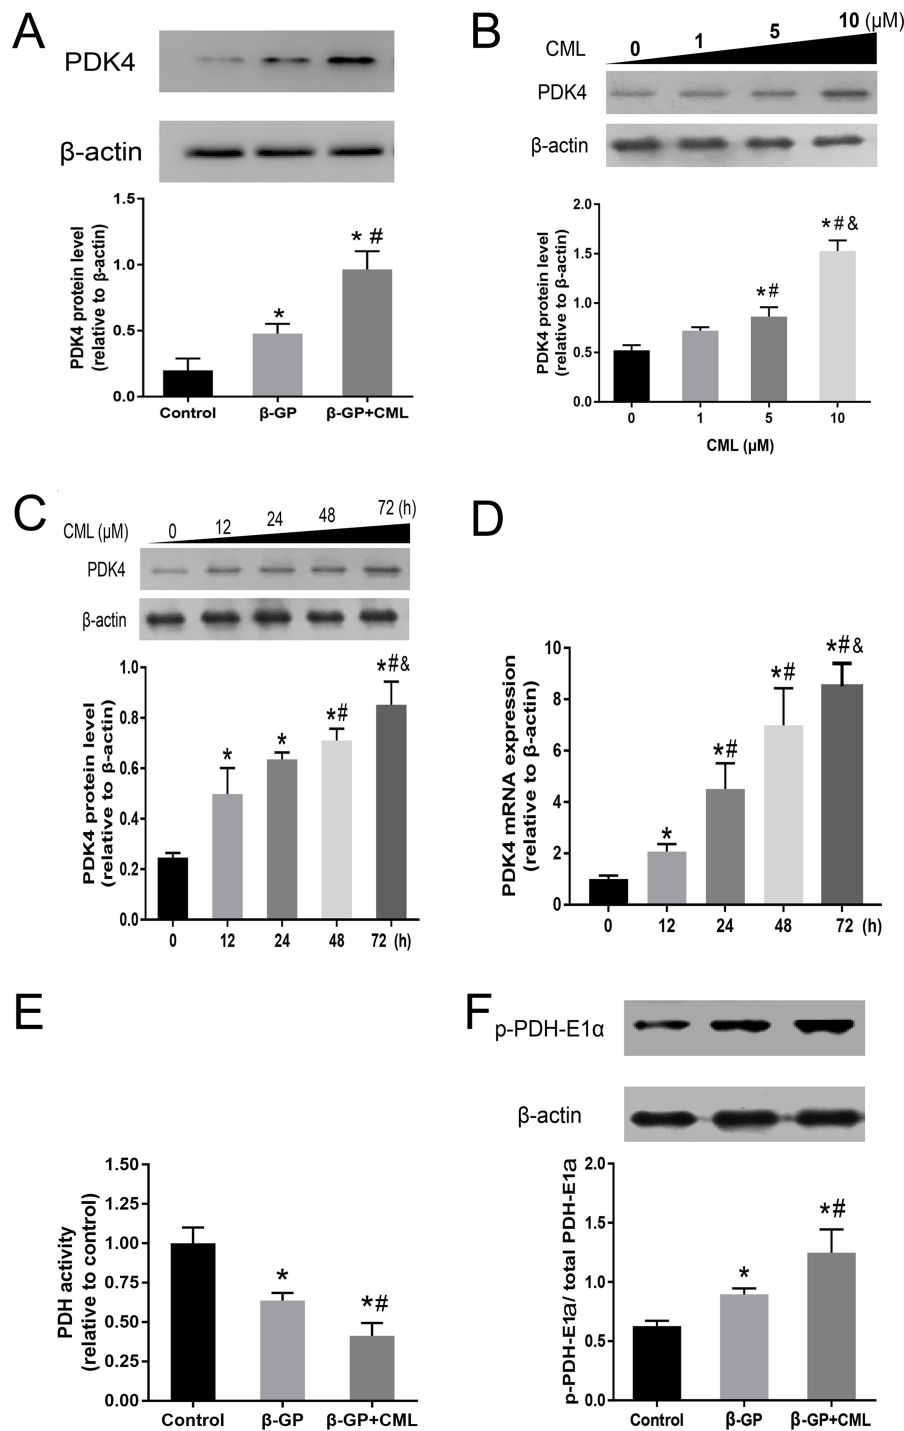 A
PDK4
β-actin
PDK4 protein level
(relative to β-actin)
1.5
1.0
0.5
0.0
*
* #
Control
β-GP
β-GP+CML
B
CML
0
1
5
10 (μM)
PDK4
β-actin
PDK4 protein level
(relative to β-actin)
2.0
1.5
1.0
0.5
0.0
*#
*#&
0
1
5
10
CML (μM)
C
CML (μM)
0
12
24
48
72 (h)
PDK4
β-actin
PDK4 protein level
(relative to β-actin)
1.0
0.8
0.6
0.4
0.2
0.0
*
*
*#
*#&
0
12
24
48
72 (h)
D
PDK4 mRNA expression
(relative to β-actin)
10
8
6
4
2
0
*
*#
*#
*#&
0
12
24
48
72 (h)
E
PDH activity
(relative to control)
1.50
1.25
1.00
0.75
0.50
0.25
0.00
*
*#
Control
β-GP
β-GP+CML
F
p-PDH-E1α
β-actin
p-PDH-E1a/ total PDH-E1a
2.0
1.5
1.0
0.5
0.0
*
*#
Control
β-GP
β-GP+CML